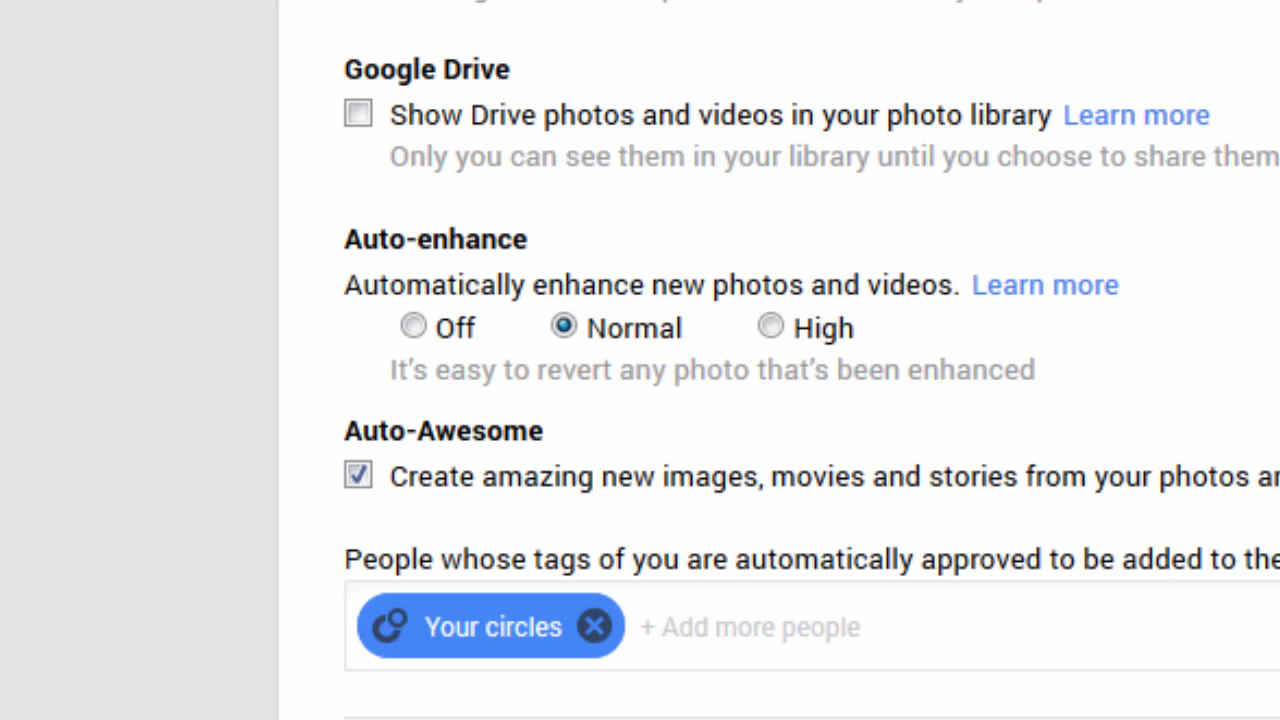 Google Drive
Show Drive photos and videos in your photo library Learn more
Only you can see them in your library until you choose to share them
Auto-enhance
Automatically enhance new photos and videos. Learn more
Off Normal High
It's easy to revert any photo that's been enhanced
Auto-Awesome
Create amazing new images, movies and stories from your photos
People whose tags of you are automatically approved to be added to the
Your circles + Add more people